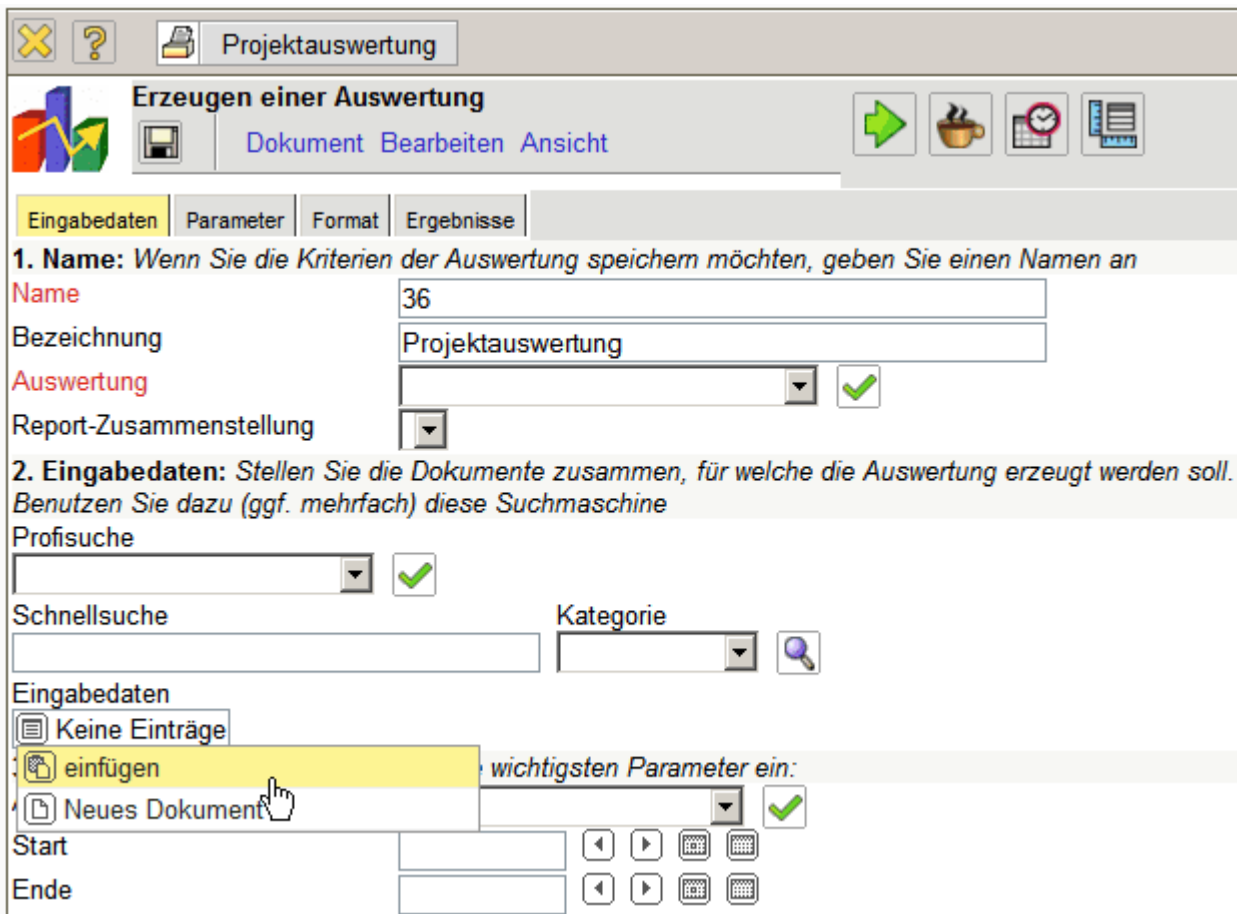 Projektauswertung
Erzeugen einer Auswertung
Dokument Bearbeiten Ansicht
Eingabedaten Parameter Format Ergebnisse
1. Name: Wenn Sie die Kriterien der Auswertung speichern möchten, geben Sie einen Namen an
Name 36
Bezeichnung Projektauswertung
Auswertung
Report-Zusammenstellung
2. Eingabedaten: Stellen Sie die Dokumente zusammen, für welche die Auswertung erzeugt werden soll.
Benutzen Sie dazu (ggf. mehrfach) diese Suchmaschine
Profisuche
Schnellsuche Kategorie
Eingabedaten
Keine Einträge
einfügen wichtigsten Parameter ein:
Neues Dokument
Start
Ende